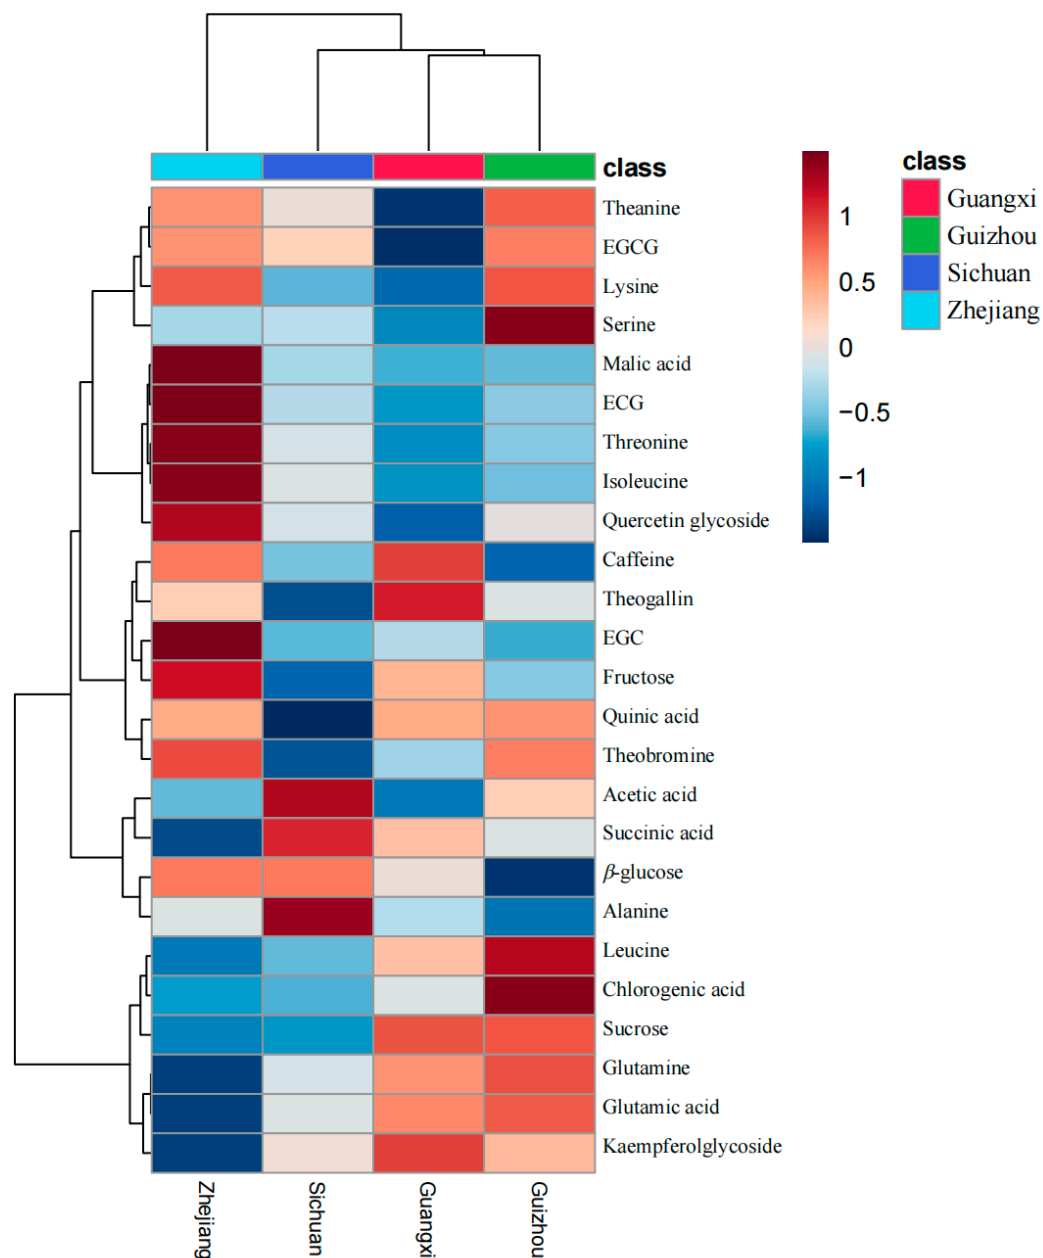 class
Theanine
EGCG
Lysine
Serine
Malic acid
ECG
Threonine
Isoleucine
Quercetin glycoside
Caffeine
Theogallin
EGC
Fructose
Quinic acid
Theobromine
Acetic acid
Succinic acid
β-glucose
Alanine
Leucine
Chlorogenic acid
Sucrose
Glutamine
Glutamic acid
Kaempferolglycoside
Zhejiang
Sichuan
Guangxi
Guizhou
1
0.5
0
−0.5
−1
class
Guangxi
Guizhou
Sichuan
Zhejiang